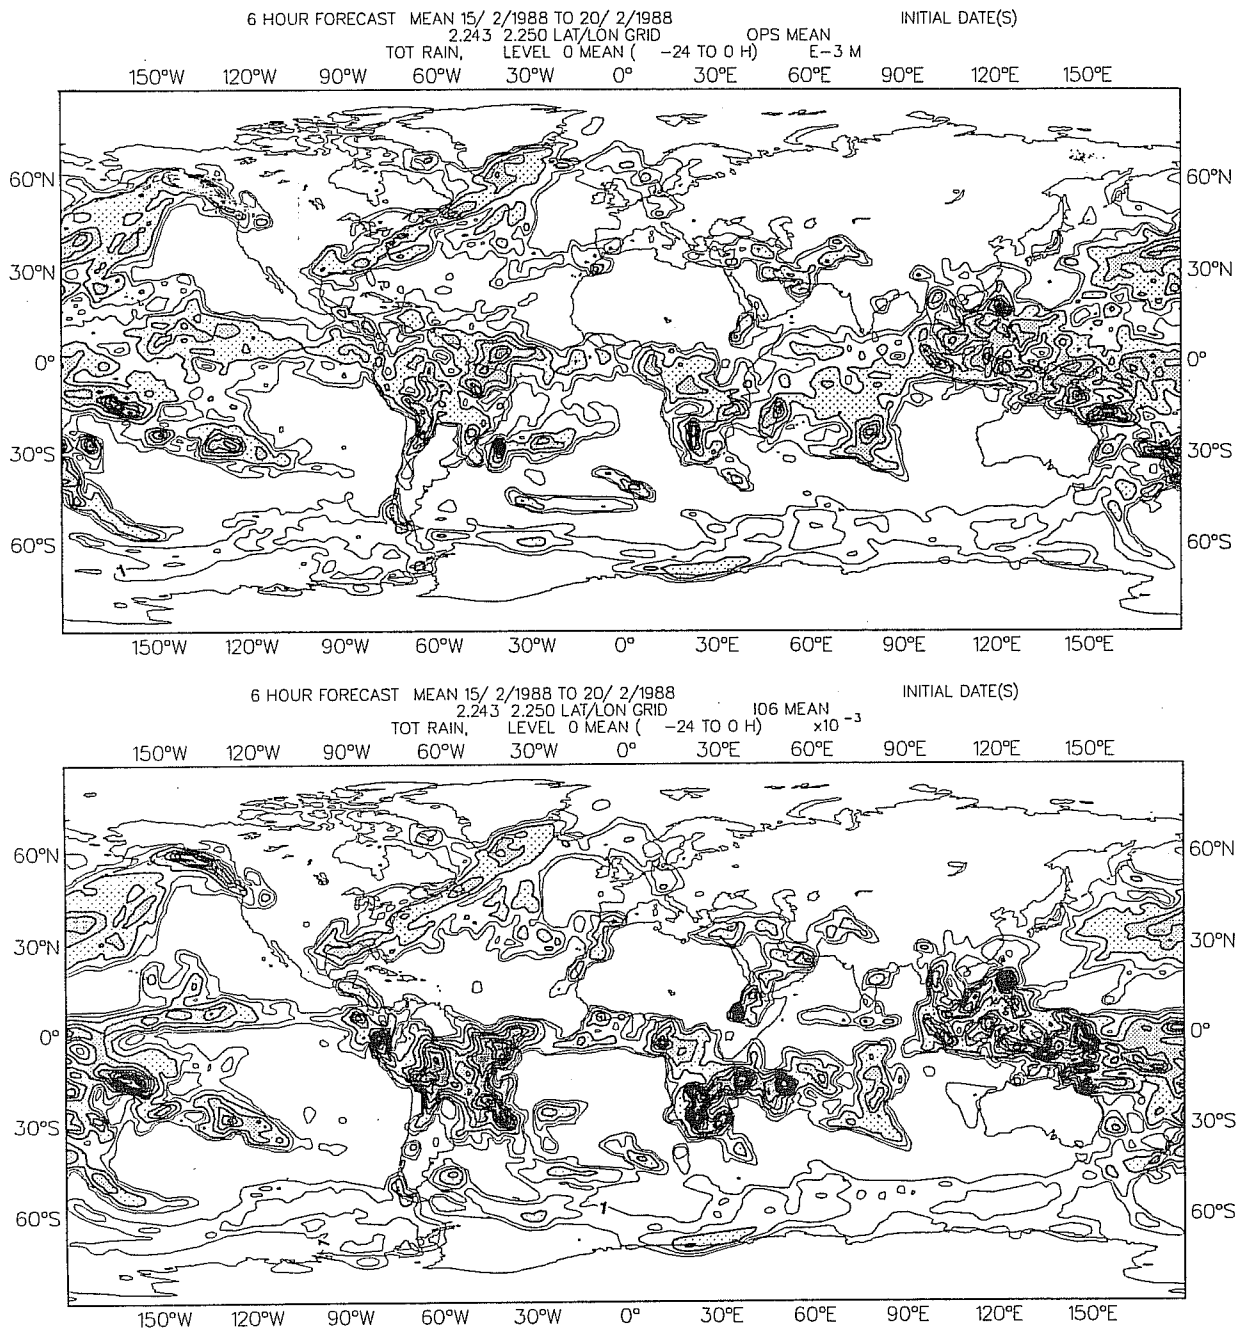 6 HOUR FORECAST MEAN 15/ 2/1988 TO 20/ 2/1988 INITIAL DATE(S)
2.243 2.250 LAT/LON GRID OPS MEAN
TOT RAIN, LEVEL 0 MEAN ( -24 TO 0 H) E-3 M
150°W 120°W 90°W 60°W 30°W 0° 30°E 60°E 90°E 120°E 150°E
60°N 60°N
30°N 30°N
0° 0°
30°S 30°S
60°S 60°S
1
150°W 120°W 90°W 60°W 30°W 0° 30°E 60°E 90°E 120°E 150°E
6 HOUR FORECAST MEAN 15/ 2/1988 TO 20/ 2/1988 INITIAL DATE(S)
2.243 2.250 LAT/LON GRID 106 MEAN
TOT RAIN, LEVEL 0 MEAN ( -24 TO 0 H) x10 -3
150°W 120°W 90°W 60°W 30°W 0° 30°E 60°E 90°E 120°E 150°E
60°N 60°N
30°N 30°N
0° 0°
30°S 30°S
1
60°S 60°S
150°W 120°W 90°W 60°W 30°W 0° 30°E 60°E 90°E 120°E 150°E